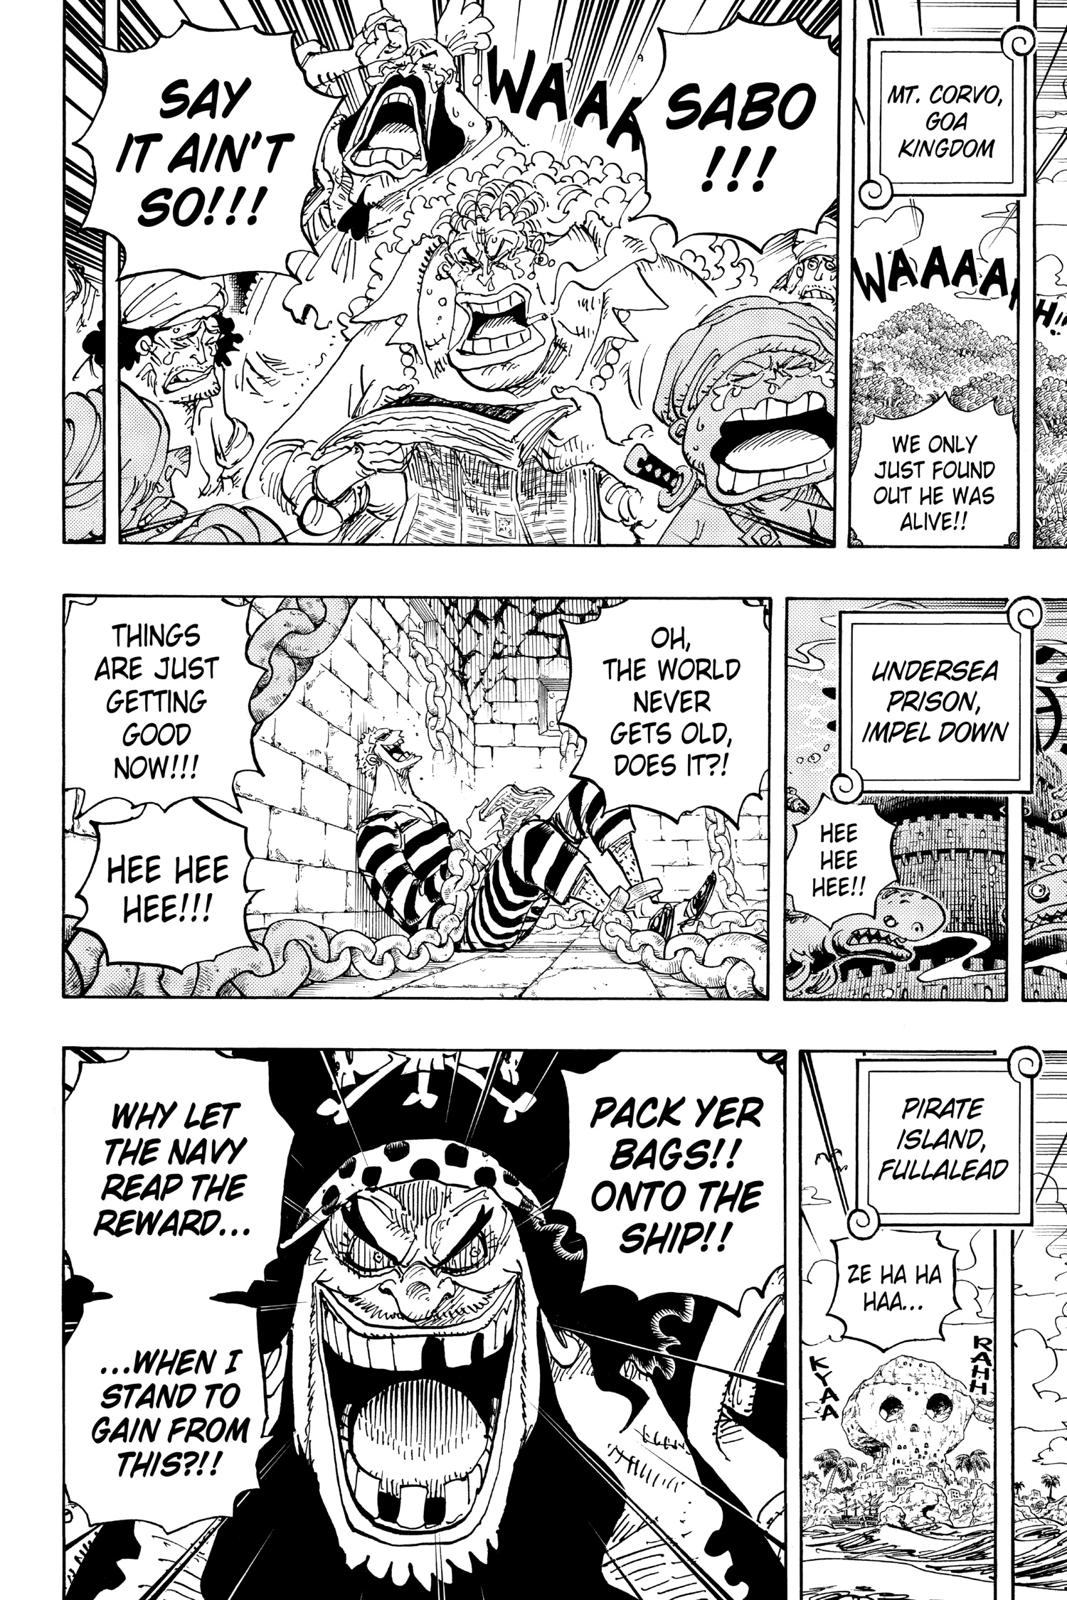 MT. CORVO,
GOA
KINGDOM
WAAAAAHH!!
WE ONLY
JUST FOUND
OUT HE WAS
ALIVE!!
SABO
!!!
WAAA
SAY
IT AIN'T
SO!!!
UNDERSEA
PRISON,
IMPEL DOWN
HEE
HEE
HEE!!
OH,
THE WORLD
NEVER
GETS OLD,
DOES IT?!
THINGS
ARE JUST
GETTING
GOOD
NOW!!!
HEE HEE
HEE!!!
PIRATE
ISLAND,
FULLALEAD
ZE HA HA
HAA...
RAHH
KYAA
PACK YER
BAGS!!
ONTO THE
SHIP!!
WHY LET
THE NAVY
REAP THE
REWARD...
...WHEN I
STAND TO
GAIN FROM
THIS?!!